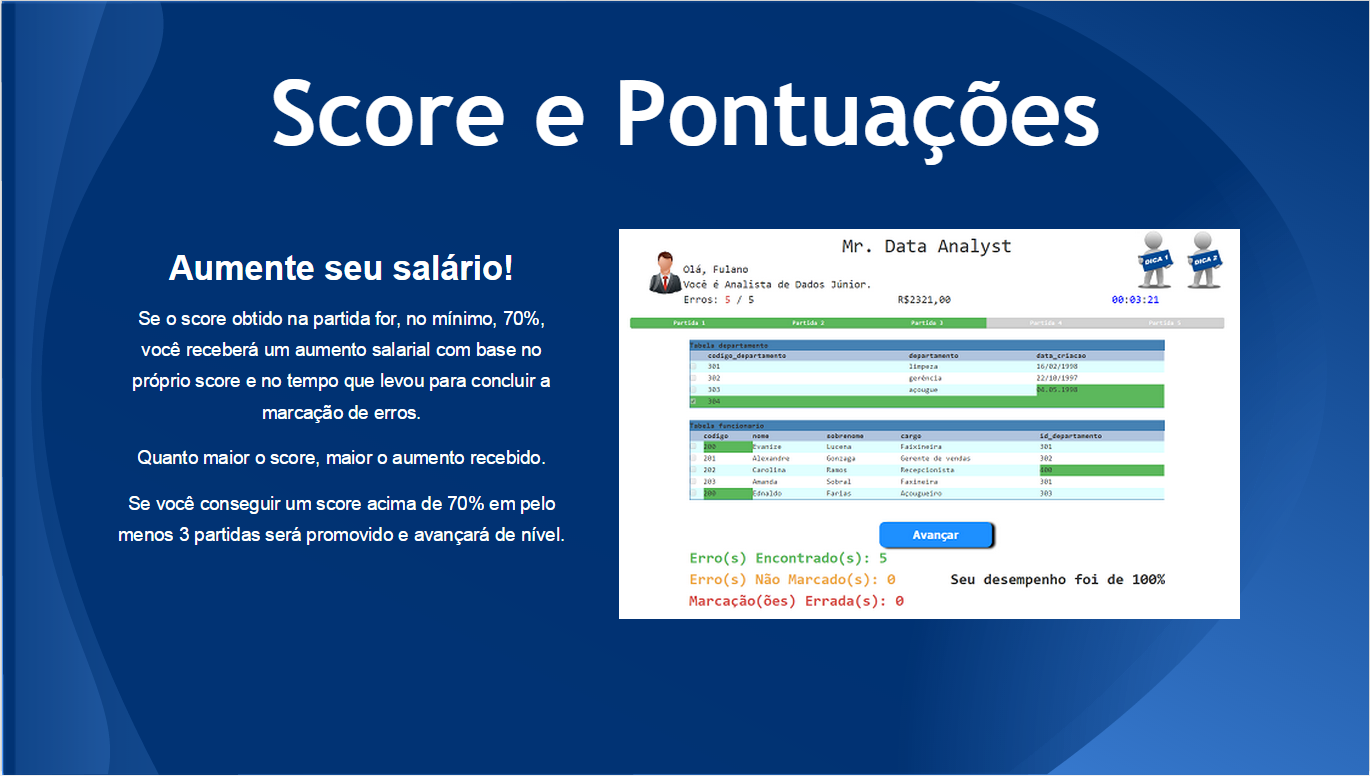 Score e Pontuações
Aumente seu salário!
Se o score obtido na partida for, no mínimo, 70%,
você receberá um aumento salarial com base no
próprio score e no tempo que levou para concluir a
marcação de erros.
Quanto maior o score, maior o aumento recebido.
Se você conseguir um score acima de 70% em pelo
menos 3 partidas será promovido e avançará de nível.
Mr. Data Analyst
DICA 1 DICA 2
Olá, Fulano
Você é Analista de Dados Júnior.
Erros: 5 / 5 R$2321,00 00:03:21
Partida 1 Partida 2 Partida 3 Partida 4 Partida 5
Tabela departamento
codigo_departamento departamento data_criacao
301 limpeza 16/02/1998
302 gerência 22/10/1997
303 açougue 04.05.1998
304
Tabela funcionario
codigo nome sobrenome cargo id_departamento
200 Evanize Lucena Faixineira 301
201 Alexandre Gonzaga Gerente de vendas 302
202 Carolina Ramos Recepcionista 400
203 Amanda Sobral Faxineira 301
200 Ednaldo Farias Açougueiro 303
Avançar
Erro(s) Encontrado(s): 5
Erro(s) Não Marcado(s): 0 Seu desempenho foi de 100%
Marcação(ões) Errada(s): 0